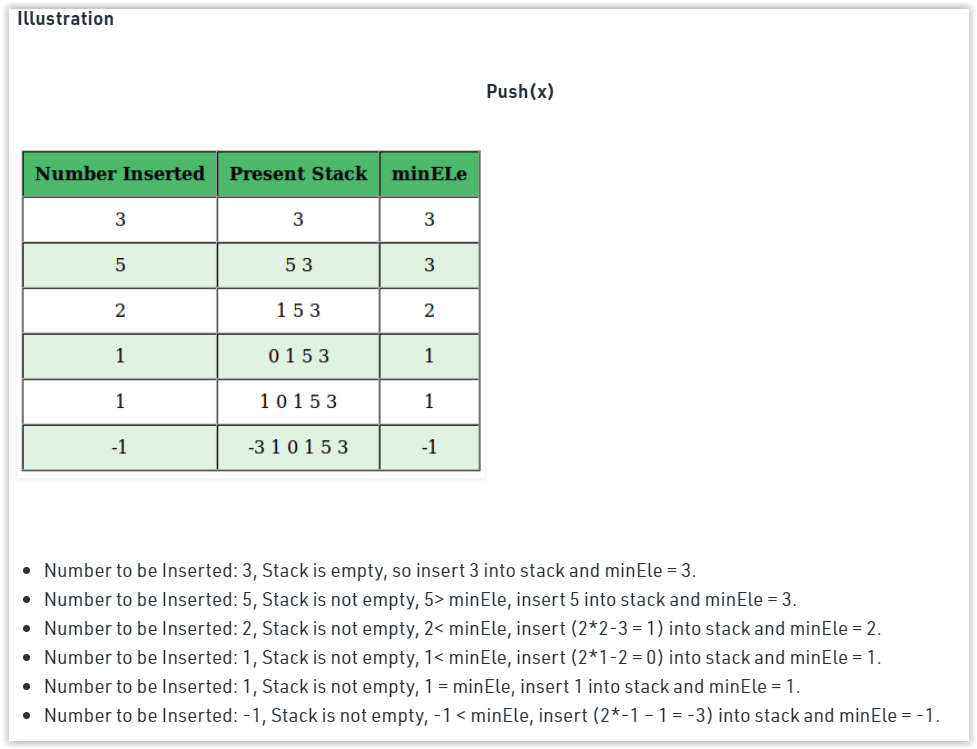 Illustration
Push(x)
Number Inserted Present Stack minELe
3 3 3
5 5 3 3
2 1 5 3 2
1 0 1 5 3 1
1 1 0 1 5 3 1
-1 -3 1 0 1 5 3 -1
• Number to be Inserted: 3, Stack is empty, so insert 3 into stack and minEle = 3.
• Number to be Inserted: 5, Stack is not empty, 5> minEle, insert 5 into stack and minEle = 3.
• Number to be Inserted: 2, Stack is not empty, 2< minEle, insert (2*2-3 = 1) into stack and minEle = 2.
• Number to be Inserted: 1, Stack is not empty, 1< minEle, insert (2*1-2 = 0) into stack and minEle = 1.
• Number to be Inserted: 1, Stack is not empty, 1 = minEle, insert 1 into stack and minEle = 1.
• Number to be Inserted: -1, Stack is not empty, -1 < minEle, insert (2*-1 – 1 = -3) into stack and minEle = -1.